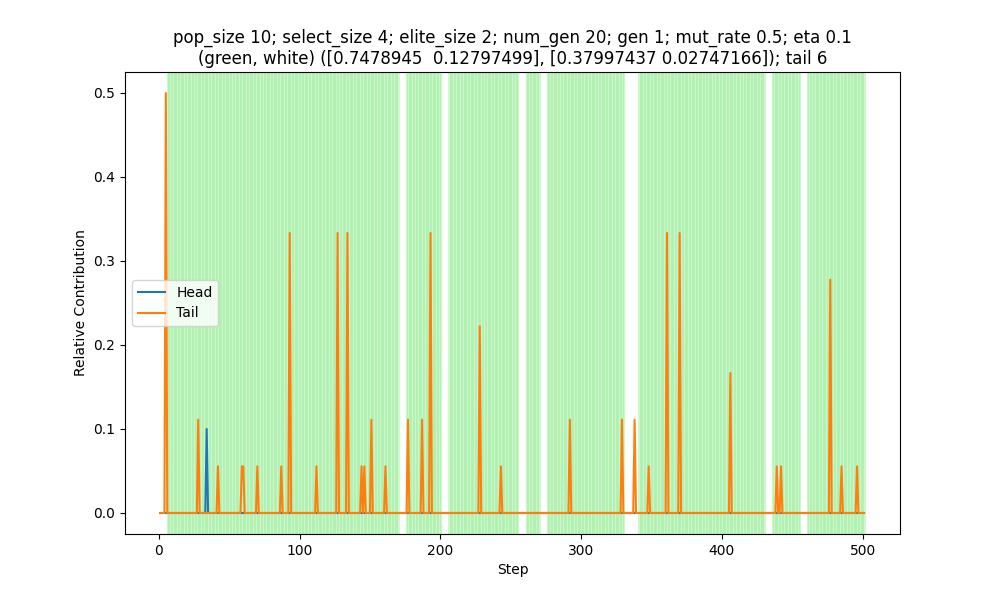 pop_size 10; select_size 4; elite_size 2; num_gen 20; gen 1; mut_rate 0.5; eta 0.1
(green, white) ([0.7478945  0.12797499], [0.37997437 0.02747166]); tail 6
0.5
0.4
0.3
0.2
0.1
0.0
Relative Contribution
Head
Tail
0
100
200
300
400
500
Step